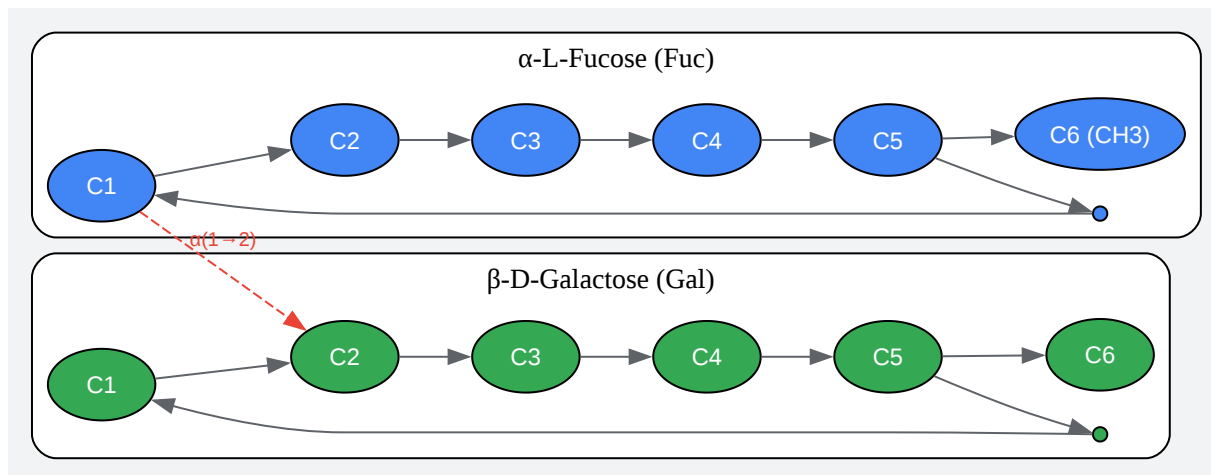 α-L-Fucose (Fuc)
C1
C2
C3
C4
C5
C6 (CH3)
α(1→2)
β-D-Galactose (Gal)
C1
C2
C3
C4
C5
C6